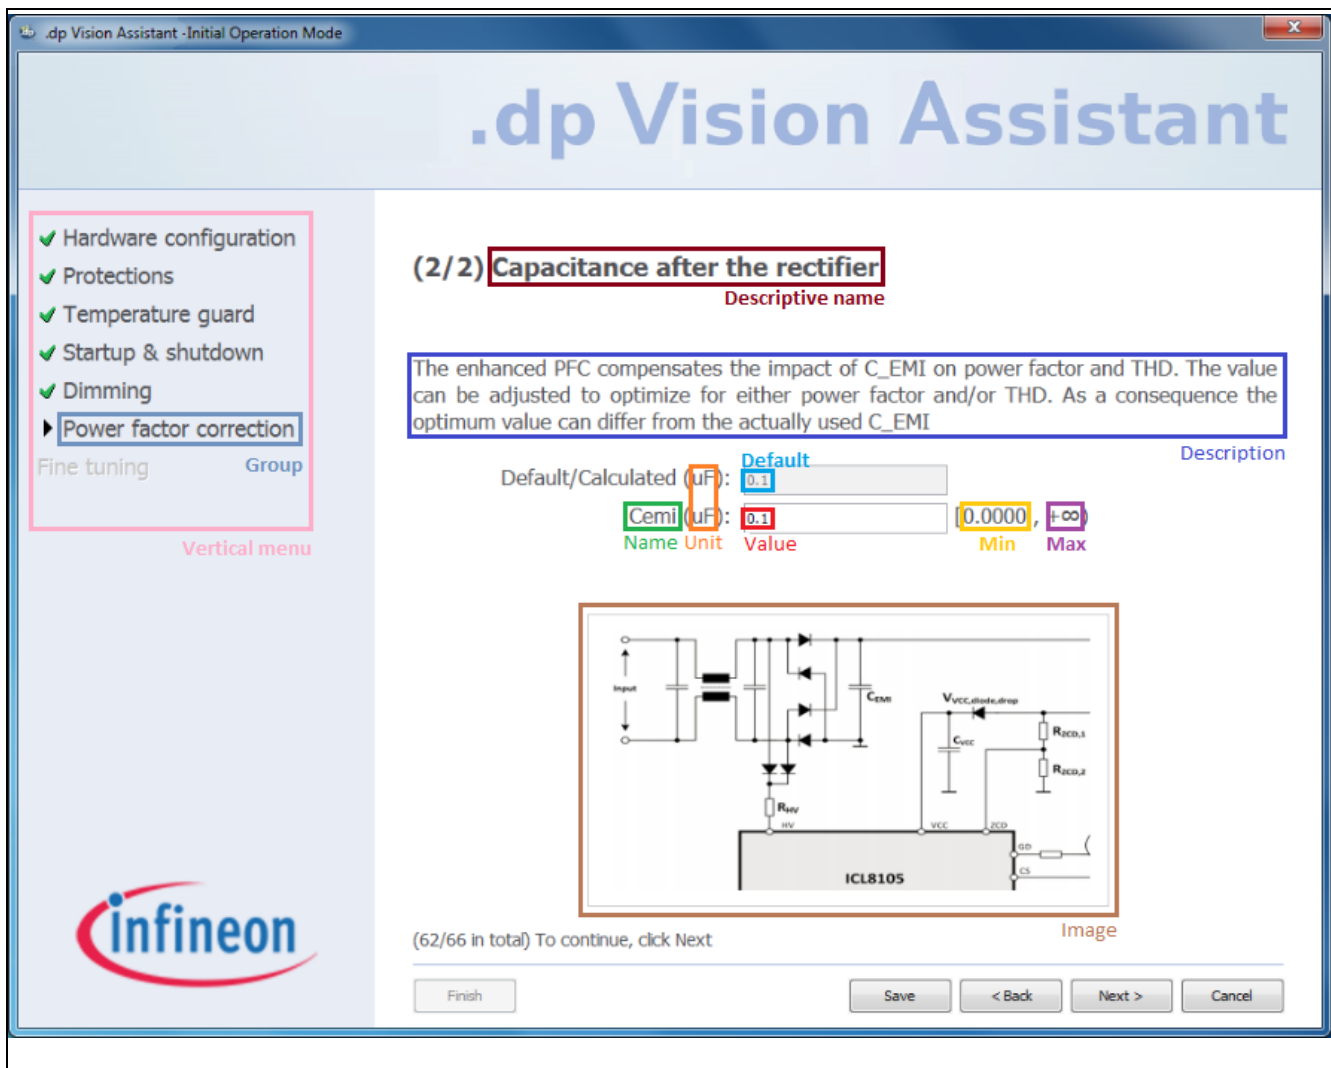 .dp Vision Assistant -Initial Operation Mode
.dp Vision Assistant
Hardware configuration
Protections
Temperature guard
Startup & shutdown
Dimming
Power factor correction
Fine tuning
Group
Vertical menu
(2/2) Capacitance after the rectifier
Descriptive name
The enhanced PFC compensates the impact of C_EMI on power factor and THD. The value
can be adjusted to optimize for either power factor and/or THD. As a consequence the
optimum value can differ from the actually used C_EMI
Description
Default
Default/Calculated (uF): 0.1
Cemi (uF): 0.1 [0.0000, +∞)
Name Unit Value Min Max
Input
CEMI
VVCC,diode,drop
CVCC
RZCD,1
RZCD,2
RHV
HV
VCC
ZCD
GD
CS
ICL8105
Image
infineon
(62/66 in total) To continue, click Next
Finish
Save
< Back
Next >
Cancel